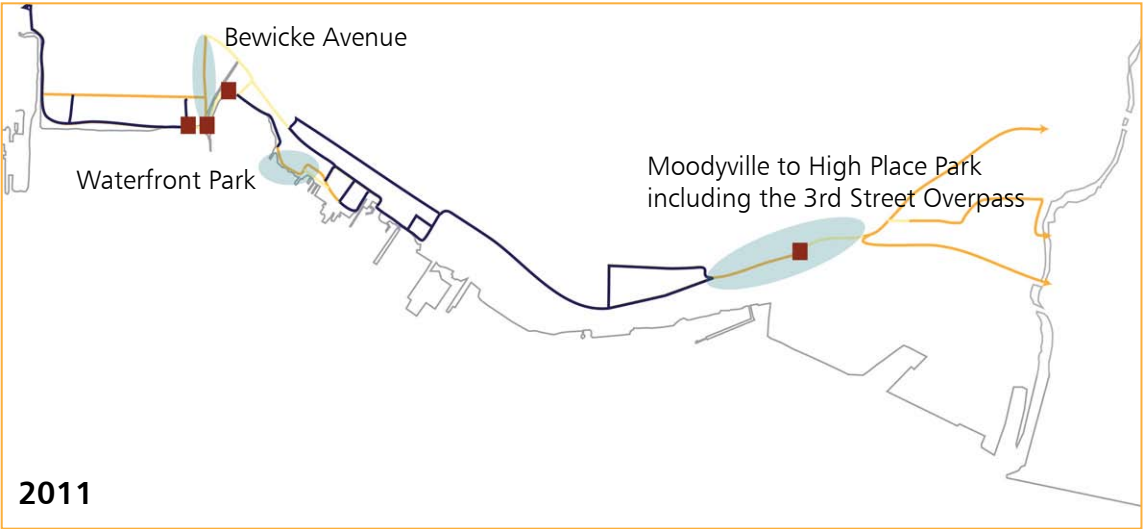 Bewicke Avenue
Waterfront Park
Moodyville to High Place Park
including the 3rd Street Overpass
2011